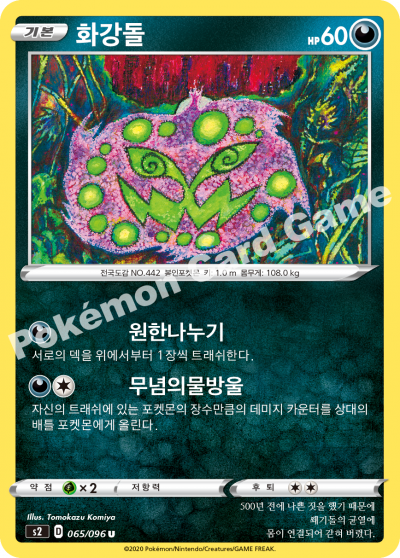 기본 화강돌 HP 60
전국도감 NO.442 봉인포켓몬 키: 1.0 m 몸무게: 108.0 kg
원한나누기
서로의 덱을 위에서부터 1장씩 트래쉬한다.
무념의물방울
자신의 트래쉬에 있는 포켓몬의 장수만큼의 데미지 카운터를 상대의
배틀 포켓몬에게 올린다.
약점 ×2 저항력 후퇴
Illus. Tomokazu Komiya
s2 D 065/096 U
500년 전에 나쁜 짓을 했기 때문에
쐐기돌의 균열에
몸이 연결되어 갇혀 버렸다.
©2020 Pokémon/Nintendo/Creatures/GAME FREAK.
Pokémon Card Game